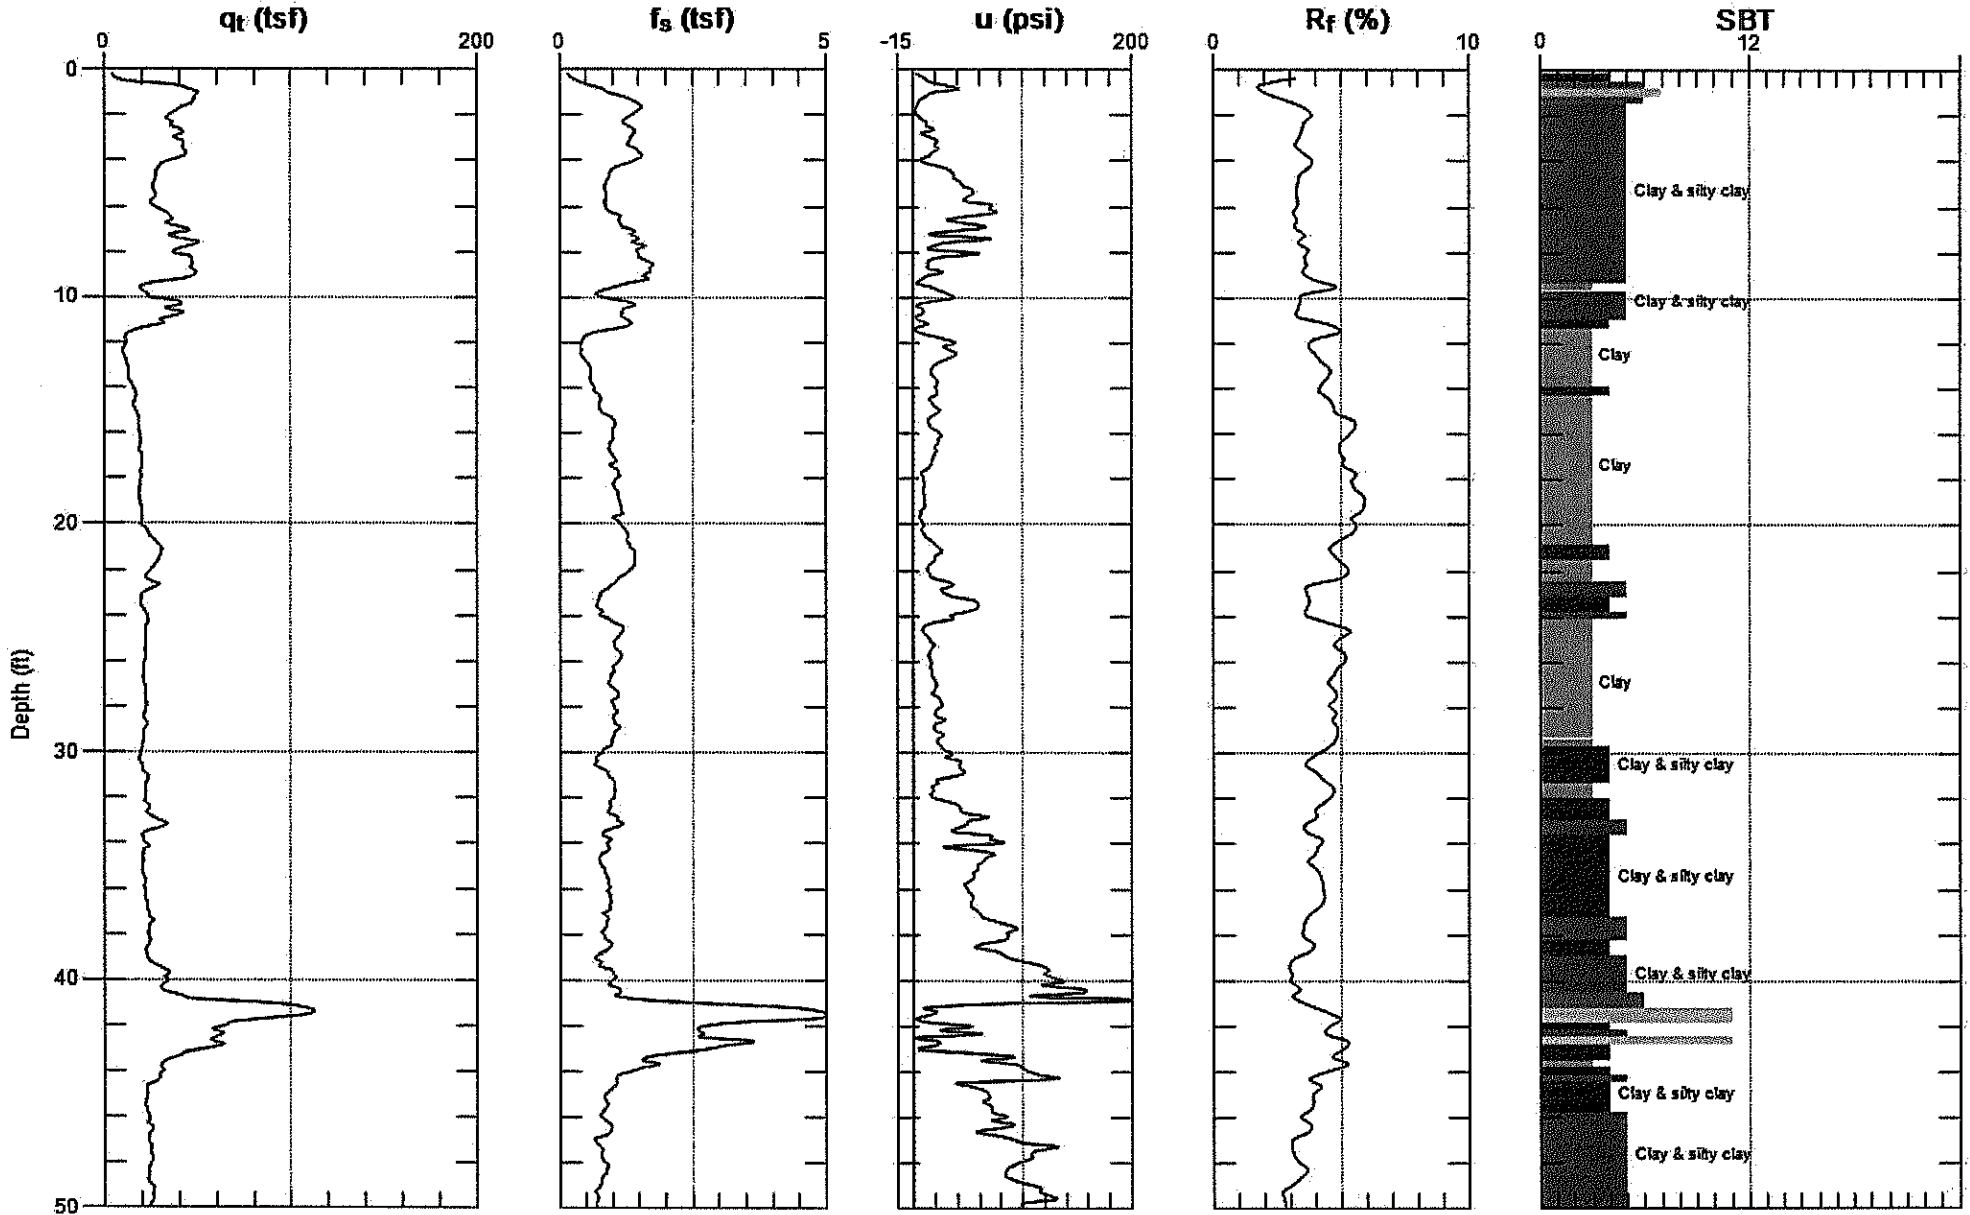 qt (tsf) fs (tsf) u (psi) Rf (%) SBT
0 200 0 5 -15 200 0 10 0 12
0
Clay & silty clay
10 Clay & silty clay
Clay
Clay
20
Depth (ft)
Clay
30
Clay & silty clay
Clay & silty clay
40 Clay & silty clay
Clay & silty clay
Clay & silty clay
50